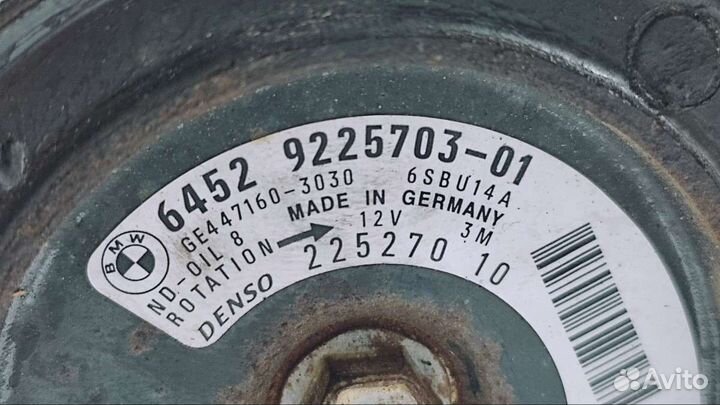 6452 9225703-01
GE447160-3030 6SBU14A
ND-OIL 8 MADE IN GERMANY
ROTATION 12V 3M
DENSO 225270 10
BMW
Avito